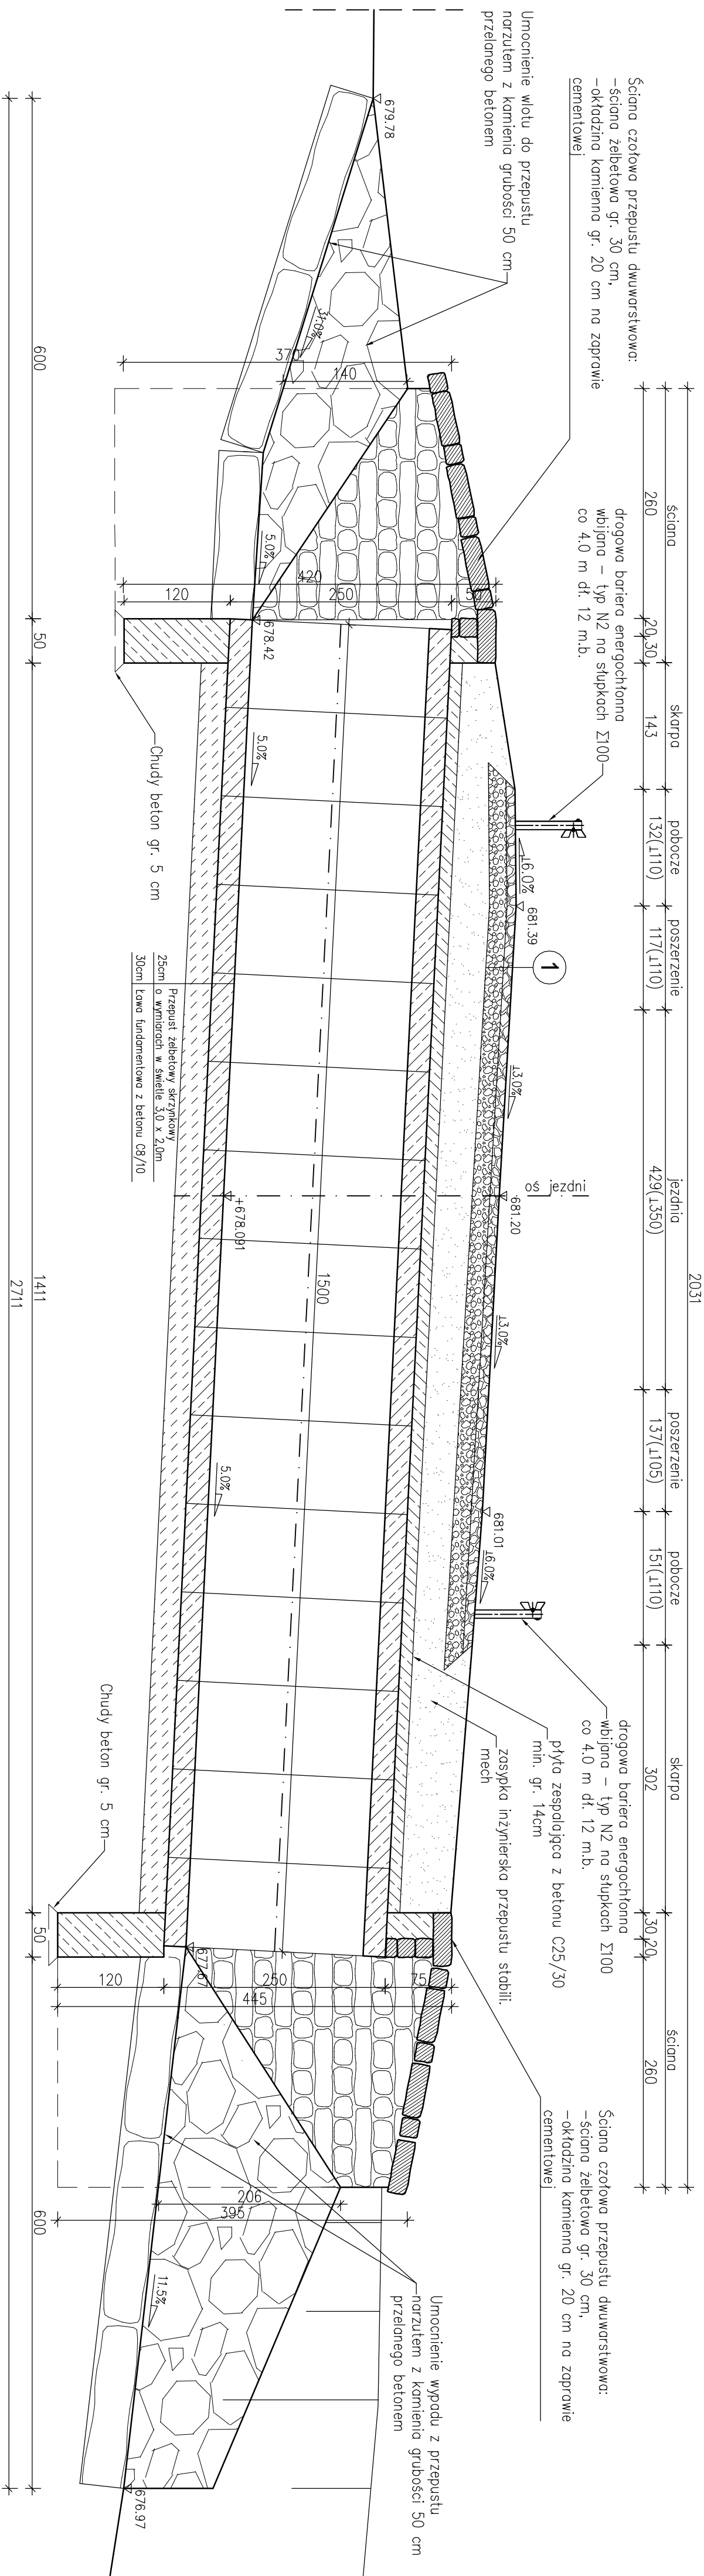 2031
ściana
skarpa
pobocze
poszerzenie
jezdnia
poszerzenie
pobocze
skarpa
ściana
260
20
30
143
132(⊥110)
117(⊥110)
429(⊥350)
137(⊥105)
151(⊥110)
302
30
20
260
Ściana czołowa przepustu dwuwarstwowa:
-ściana żelbetowa gr. 30 cm,
-okładzina kamienna gr. 20 cm na zaprawie
cementowej
drogowa bariera energochłonna
wbijana – typ N2 na słupkach Σ100
co 4.0 m dł. 12 m.b.
drogowa bariera energochłonna
wbijana – typ N2 na słupkach Σ100
co 4.0 m dł. 12 m.b.
Ściana czołowa przepustu dwuwarstwowa:
-ściana żelbetowa gr. 30 cm,
-okładzina kamienna gr. 20 cm na zaprawie
cementowej
Umocnienie wlotu do przepustu
narzutem z kamienia grubości 50 cm
przelanego betonem
płyta zespalająca z betonu C25/30
min. gr. 14cm
zasypka inżynierska przepustu stabili.
mech
Umocnienie wypadu z przepustu
narzutem z kamienia grubości 50 cm
przelanego betonem
oś jezdni
1
⊥6.0%
681.39
⊥3.0%
681.20
⊥3.0%
681.01
⊥6.0%
679.78
31.0%
370
140
5.0%
420
120
250
50
678.42
5.0%
1500
+678.091
5.0%
677.67
120
250
75
445
206
395
11.5%
676.97
Chudy beton gr. 5 cm
Przepust żelbetowy skrzynkowy
25cm o wymiarach w świetle 3,0 x 2,0m
30cm Ława fundamentowa z betonu C8/10
Chudy beton gr. 5 cm
600
50
1411
50
600
2711